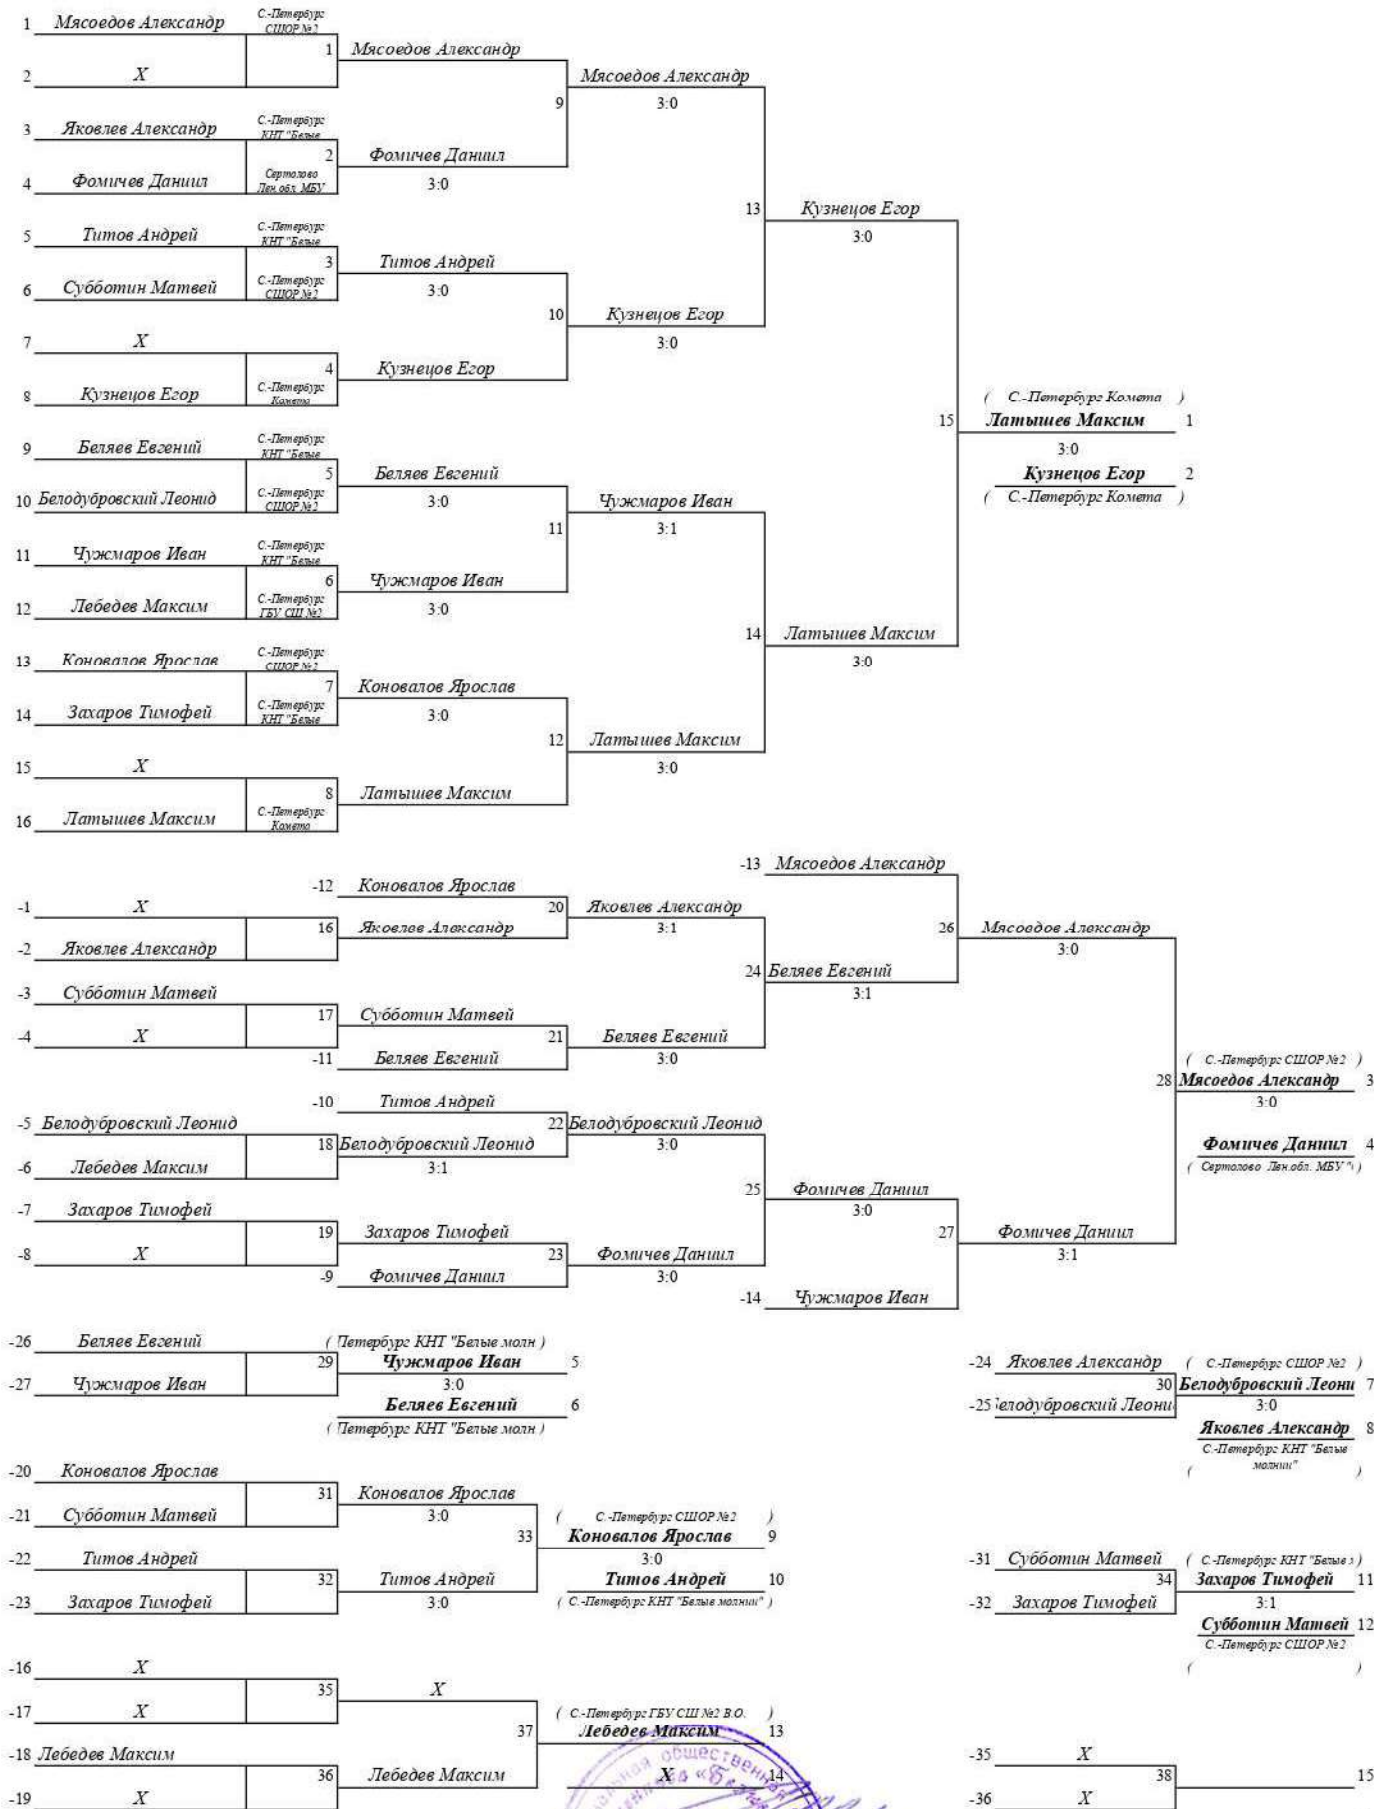 1 Мясоедов Александр С.-Петербург СШОР №2
1 Мясоедов Александр
2 X
Мясоедов Александр
9 3:0
3 Яковлев Александр С.-Петербург КНТ "Белые
2 Фомичев Даниил
3:0
4 Фомичев Даниил Сертолово Лен.обл. МБУ
13 Кузнецов Егор
3:0
5 Титов Андрей С.-Петербург КНТ "Белые
3 Титов Андрей
3:0
6 Субботин Матвей С.-Петербург СШОР №2
10 Кузнецов Егор
3:0
7 X
4 Кузнецов Егор
8 Кузнецов Егор С.-Петербург Комета
( С.-Петербург Комета )
15 Латышев Максим 1
3:0
Кузнецов Егор 2
( С.-Петербург Комета )
9 Беляев Евгений С.-Петербург КНТ "Белые
5 Беляев Евгений
3:0
10 Белодубровский Леонид С.-Петербург СШОР №2
Чужмаров Иван
11 3:1
11 Чужмаров Иван С.-Петербург КНТ "Белые
6 Чужмаров Иван
3:0
12 Лебедев Максим С.-Петербург ГБУ СШ №2
14 Латышев Максим
3:0
13 Коновалов Ярослав С.-Петербург СШОР №2
7 Коновалов Ярослав
3:0
14 Захаров Тимофей С.-Петербург КНТ "Белые
12 Латышев Максим
3:0
15 X
8 Латышев Максим
16 Латышев Максим С.-Петербург Комета
-13 Мясоедов Александр
-12 Коновалов Ярослав
-1 X
20 Яковлев Александр
3:1
16 Яковлев Александр
26 Мясоедов Александр
3:0
-2 Яковлев Александр
24 Беляев Евгений
3:1
-3 Субботин Матвей
17 Субботин Матвей
21 Беляев Евгений
3:0
-4 X
-11 Беляев Евгений
( С.-Петербург СШОР №2 )
28 Мясоедов Александр 3
3:0
-10 Титов Андрей
-5 Белодубровский Леонид
22 Белодубровский Леонид
3:0
18 Белодубровский Леонид
3:1
Фомичев Даниил 4
( Сертолово Лен.обл. МБУ "( )
-6 Лебедев Максим
25 Фомичев Даниил
3:0
-7 Захаров Тимофей
19 Захаров Тимофей
27 Фомичев Даниил
3:1
-8 X
23 Фомичев Даниил
3:0
-9 Фомичев Даниил
-14 Чужмаров Иван
-26 Беляев Евгений ( Петербург КНТ "Белые молн )
29 Чужмаров Иван 5
3:0
-27 Чужмаров Иван
Беляев Евгений 6
( Петербург КНТ "Белые молн )
-24 Яковлев Александр ( С.-Петербург СШОР №2 )
30 Белодубровский Леони 7
3:0
-25 елодубровский Леони
Яковлев Александр 8
С.-Петербург КНТ "Белые
( молнии" )
-20 Коновалов Ярослав
31 Коновалов Ярослав
3:0
-21 Субботин Матвей
( С.-Петербург СШОР №2 )
33 Коновалов Ярослав 9
3:0
-22 Титов Андрей
32 Титов Андрей
3:0
-23 Захаров Тимофей
Титов Андрей 10
( С.-Петербург КНТ "Белые молнии" )
-31 Субботин Матвей ( С.-Петербург КНТ "Белые )
34 Захаров Тимофей 11
3:1
-32 Захаров Тимофей
Субботин Матвей 12
С.-Петербург СШОР №2
( )
-16 X
35 X
-17 X
( С.-Петербург ГБУ СШ №2 В.О. )
37 Лебедев Максим 13
-18 Лебедев Максим
36 Лебедев Максим
-19 X
X 14
-35 X
38 15
-36 X
общественная